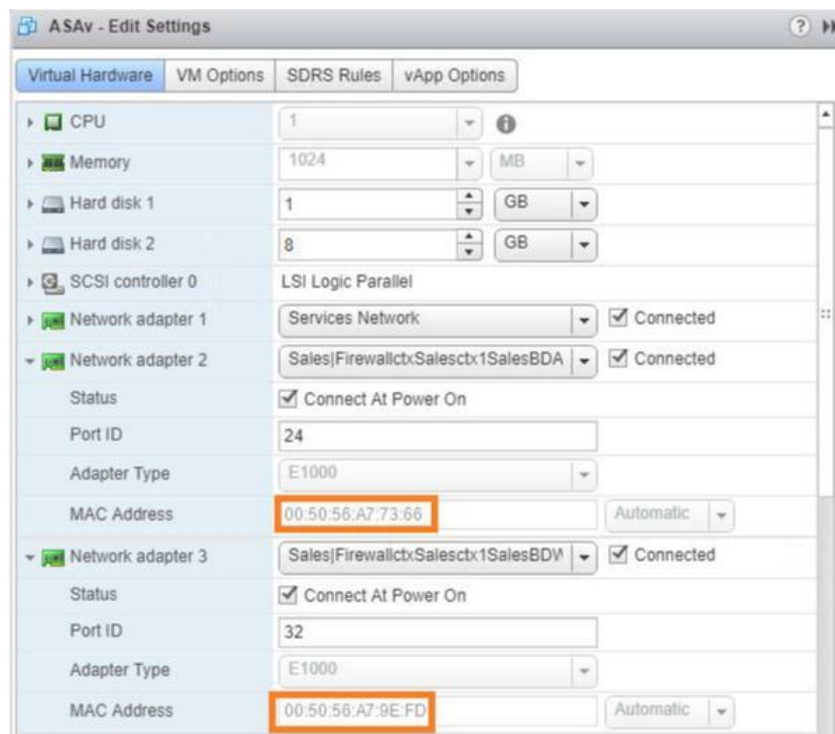 ASAv - Edit Settings
Virtual Hardware VM Options SDRS Rules vApp Options
CPU 1
Memory 1024 MB
Hard disk 1 1 GB
Hard disk 2 8 GB
SCSI controller 0 LSI Logic Parallel
Network adapter 1 Services Network Connected
Network adapter 2 Sales|FirewallctxSalesctx1SalesBDA Connected
Status Connect At Power On
Port ID 24
Adapter Type E1000
MAC Address 00:50:56:A7:73:66 Automatic
Network adapter 3 Sales|FirewallctxSalesctx1SalesBDW Connected
Status Connect At Power On
Port ID 32
Adapter Type E1000
MAC Address 00:50:56:A7:9E:FD Automatic